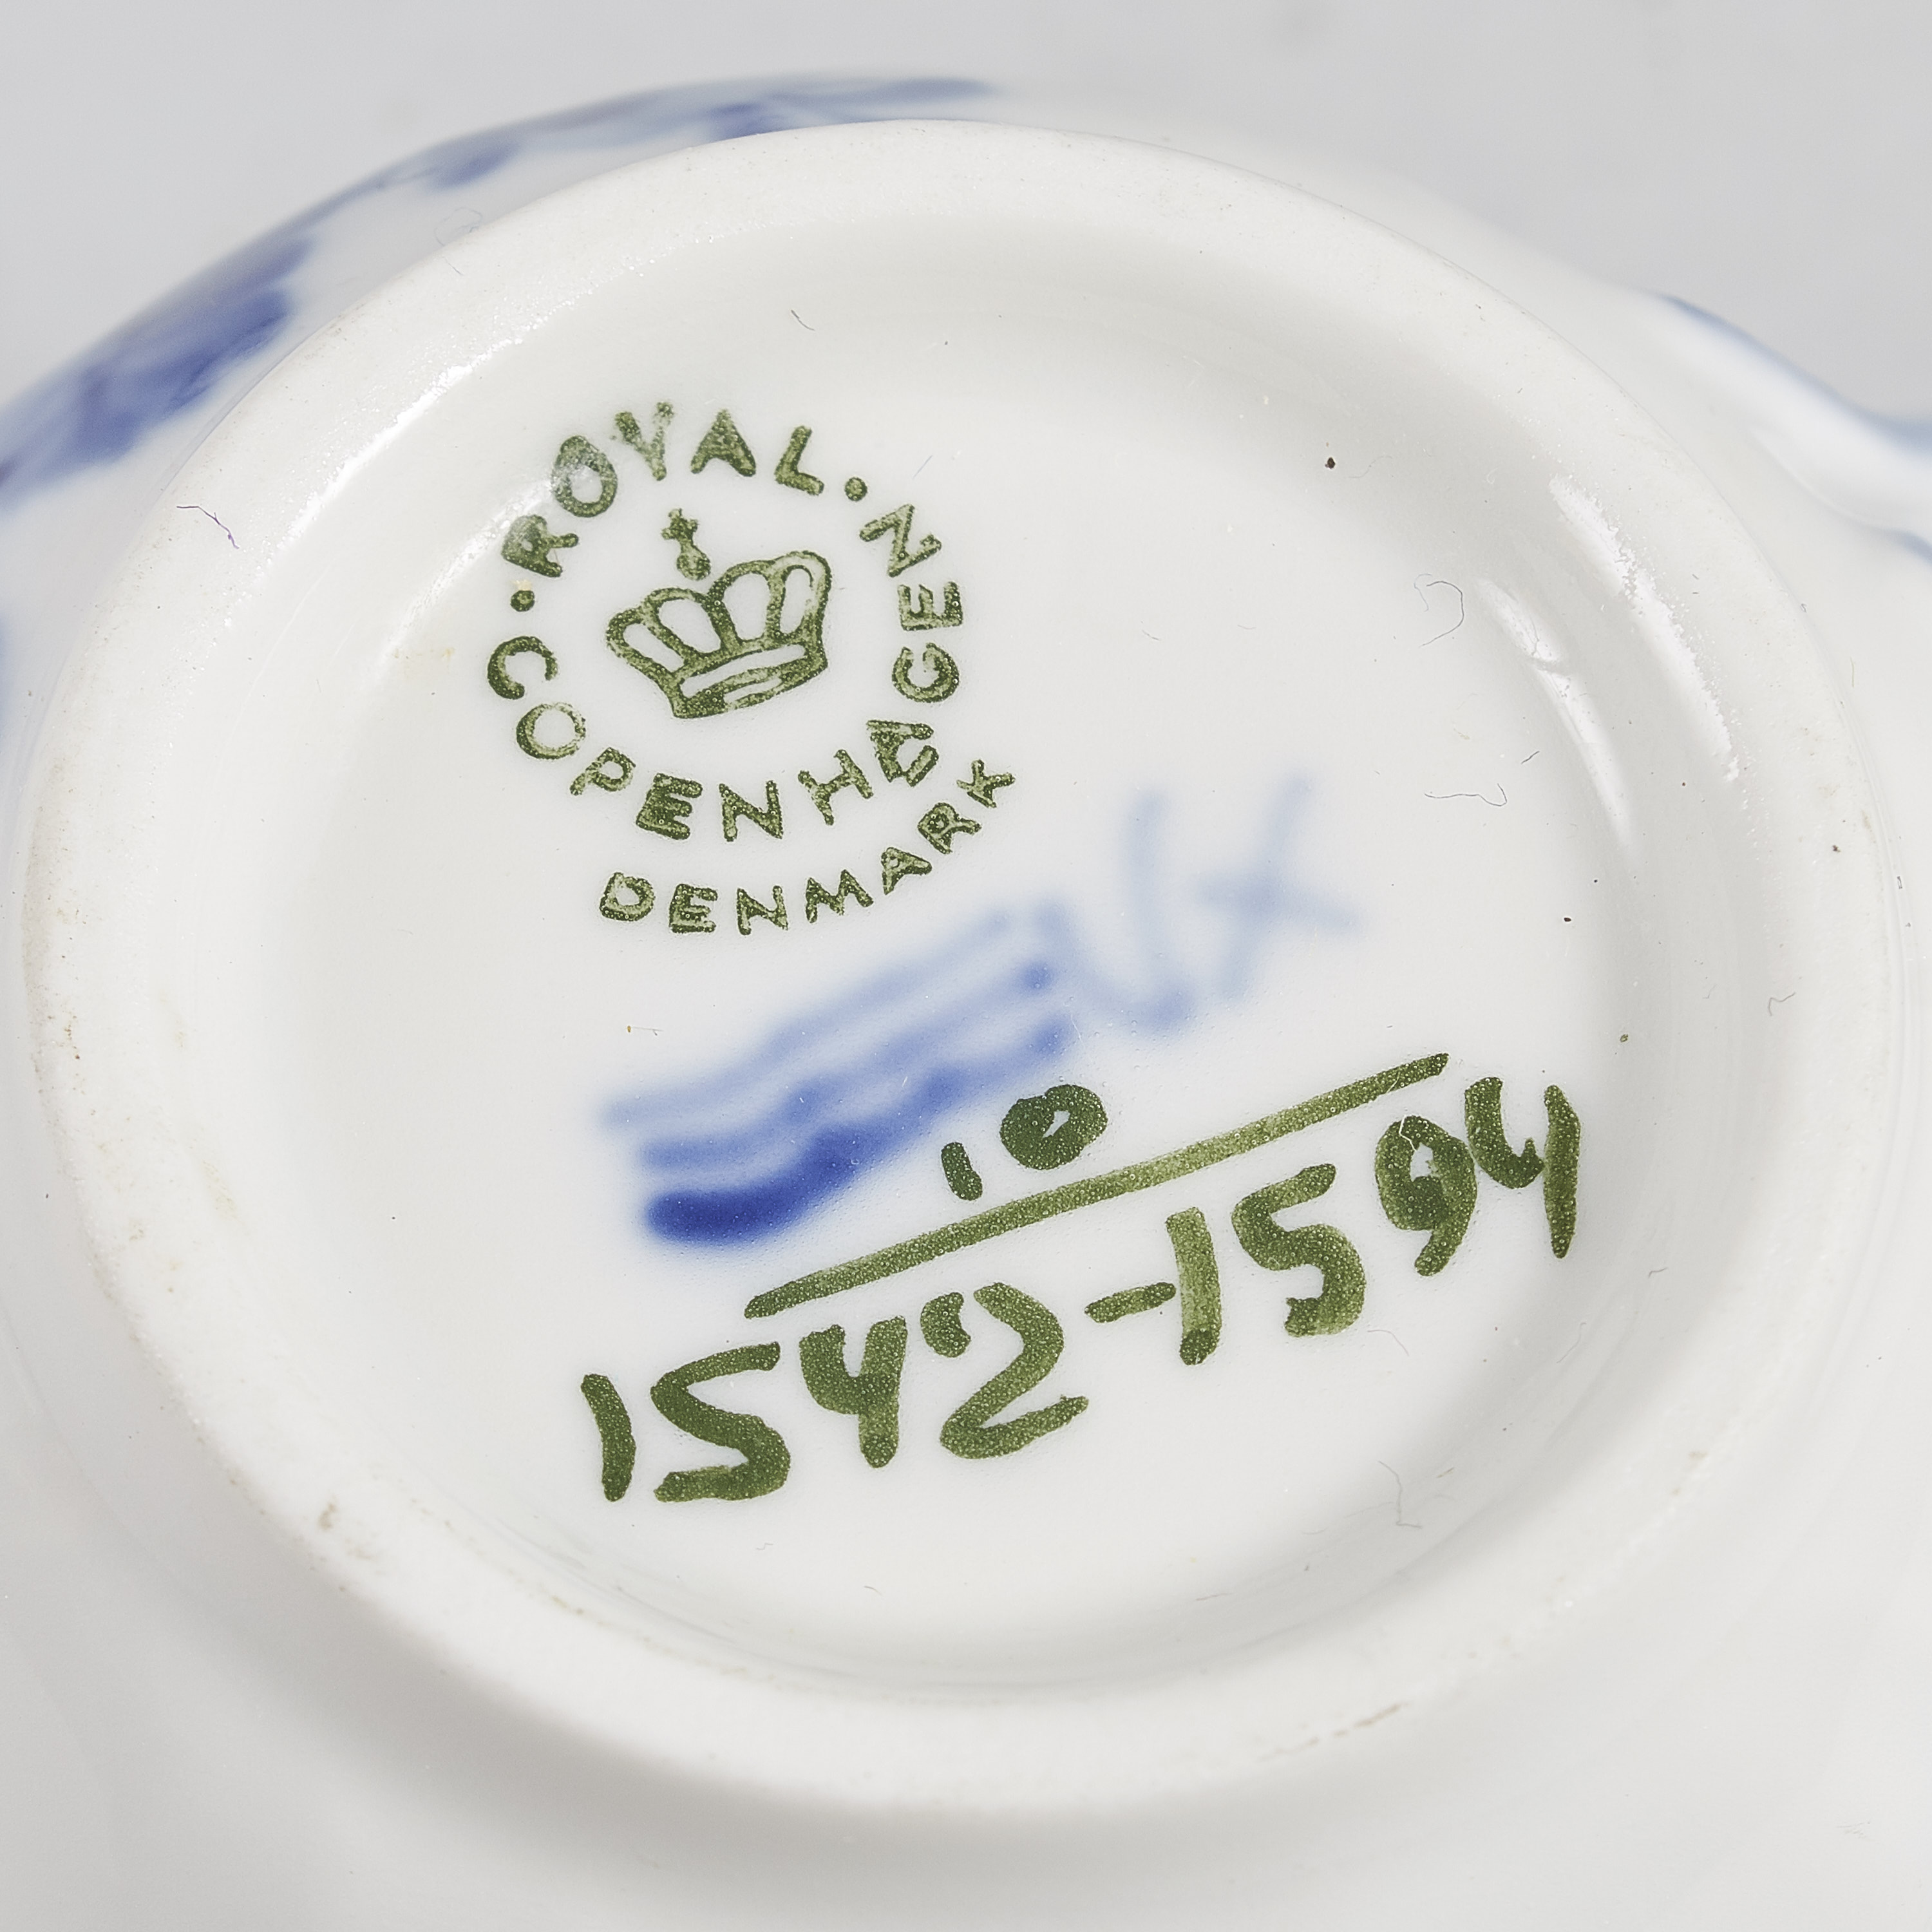 · ROYAL · COPENHAGEN
DENMARK
10
1542-1594